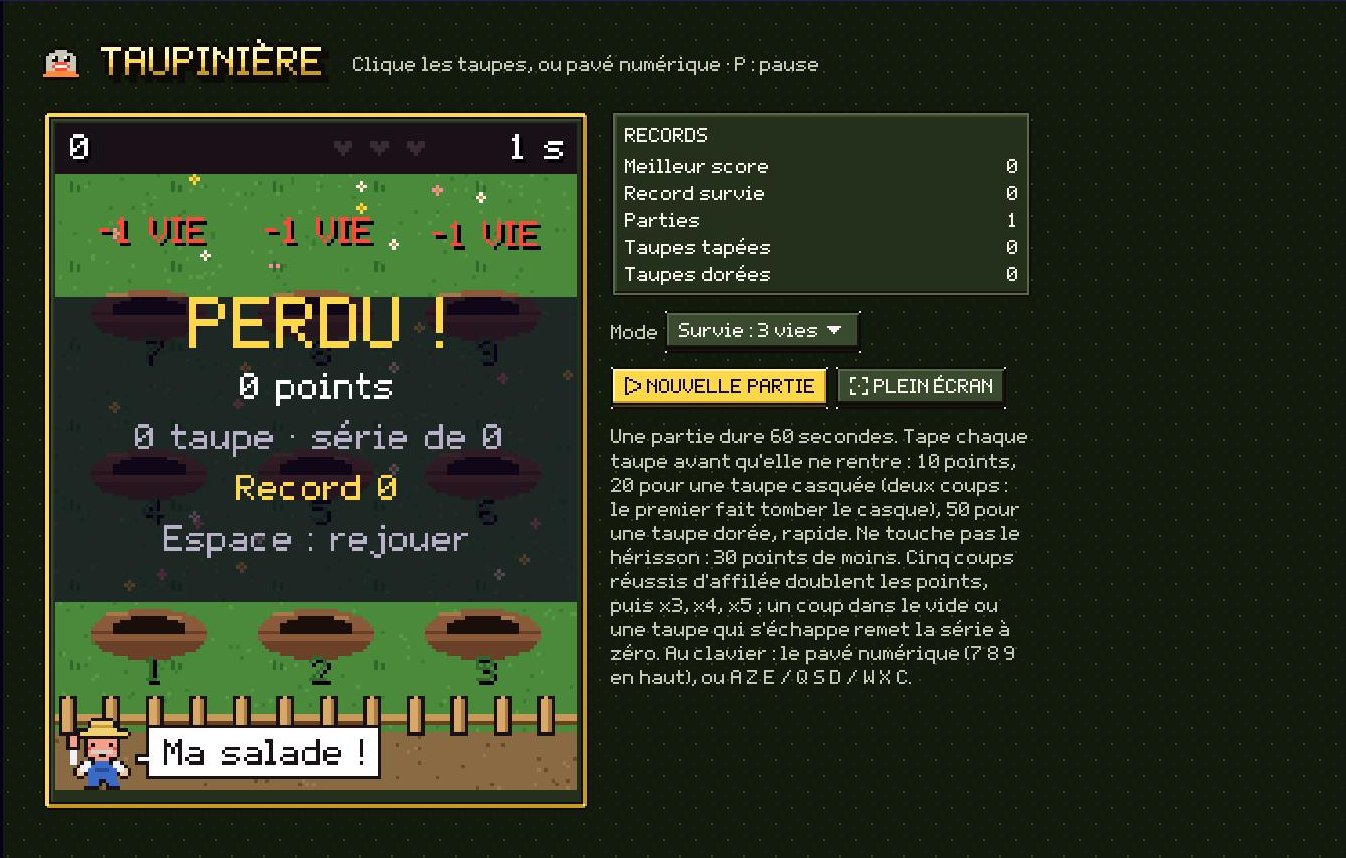 TAUPINIÈRE
Clique les taupes, ou pavé numérique · P : pause
0
1 s
-1 VIE
-1 VIE
-1 VIE
PERDU !
7
8
9
0 points
0 taupe · série de 0
Record 0
4
5
6
Espace : rejouer
1
2
3
Ma salade !
RECORDS
Meilleur score 0
Record survie 0
Parties 1
Taupes tapées 0
Taupes dorées 0
Mode Survie : 3 vies
NOUVELLE PARTIE
PLEIN ÉCRAN
Une partie dure 60 secondes. Tape chaque
taupe avant qu'elle ne rentre : 10 points,
20 pour une taupe casquée (deux coups :
le premier fait tomber le casque), 50 pour
une taupe dorée, rapide. Ne touche pas le
hérisson : 30 points de moins. Cinq coups
réussis d'affilée doublent les points,
puis x3, x4, x5 ; un coup dans le vide ou
une taupe qui s'échappe remet la série à
zéro. Au clavier : le pavé numérique (7 8 9
en haut), ou A Z E / Q S D / W X C.